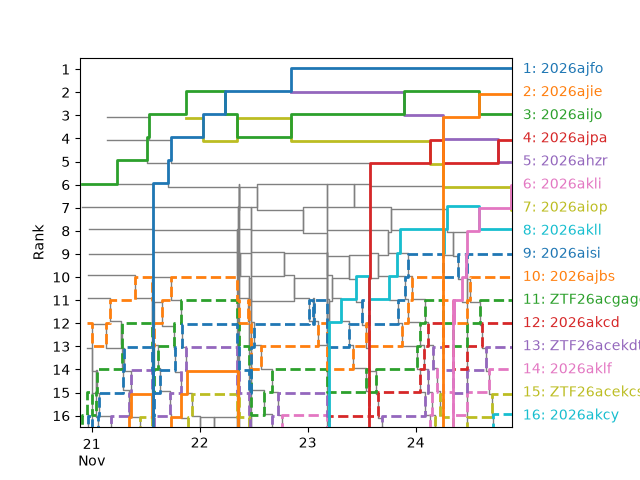 1
2
3
4
5
6
7
8
9
10
11
12
13
14
15
16
Rank
21
22
23
24
Nov
1: 2026ajfo
2: 2026ajie
3: 2026aijo
4: 2026ajpa
5: 2026ahzr
6: 2026akli
7: 2026aiop
8: 2026akll
9: 2026aisi
10: 2026ajbs
11: ZTF26acgag
12: 2026akcd
13: ZTF26acekdt
14: 2026aklf
15: ZTF26acekcs
16: 2026akcy